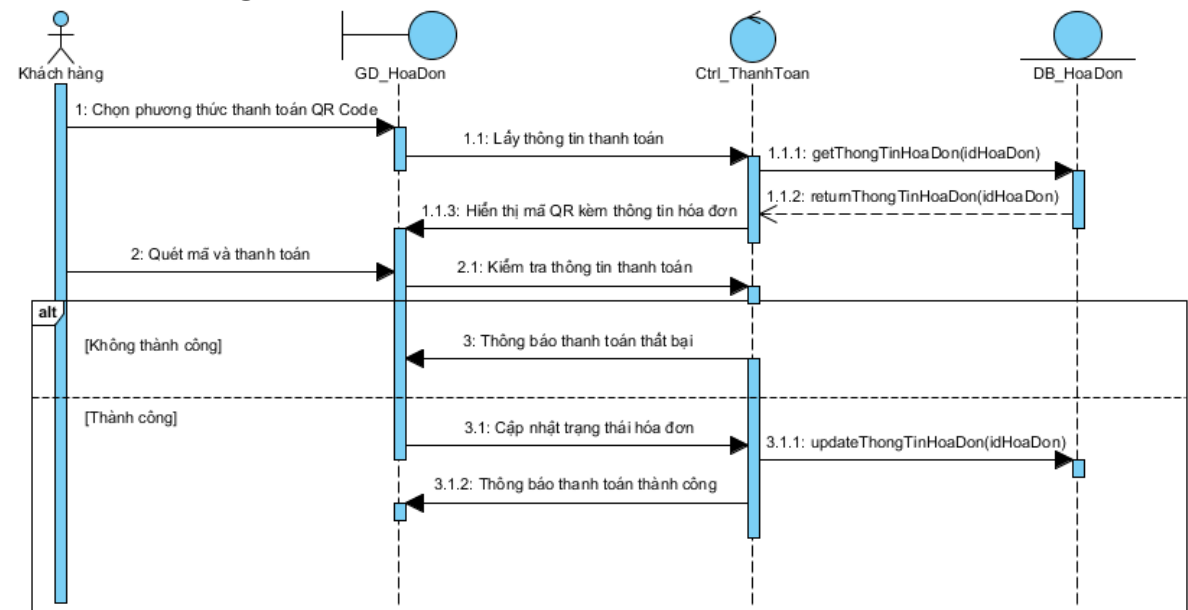 Khách hàng
GD_HoaDon
Ctrl_ThanhToan
DB_HoaDon
1: Chọn phương thức thanh toán QR Code
1.1: Lấy thông tin thanh toán
1.1.1: getThongTinHoaDon(idHoaDon)
1.1.2: returnThongTinHoaDon(idHoaDon)
1.1.3: Hiển thị mã QR kèm thông tin hóa đơn
2: Quét mã và thanh toán
2.1: Kiểm tra thông tin thanh toán
alt
[Không thành công]
3: Thông báo thanh toán thất bại
[Thành công]
3.1: Cập nhật trạng thái hóa đơn
3.1.1: updateThongTinHoaDon(idHoaDon)
3.1.2: Thông báo thanh toán thành công